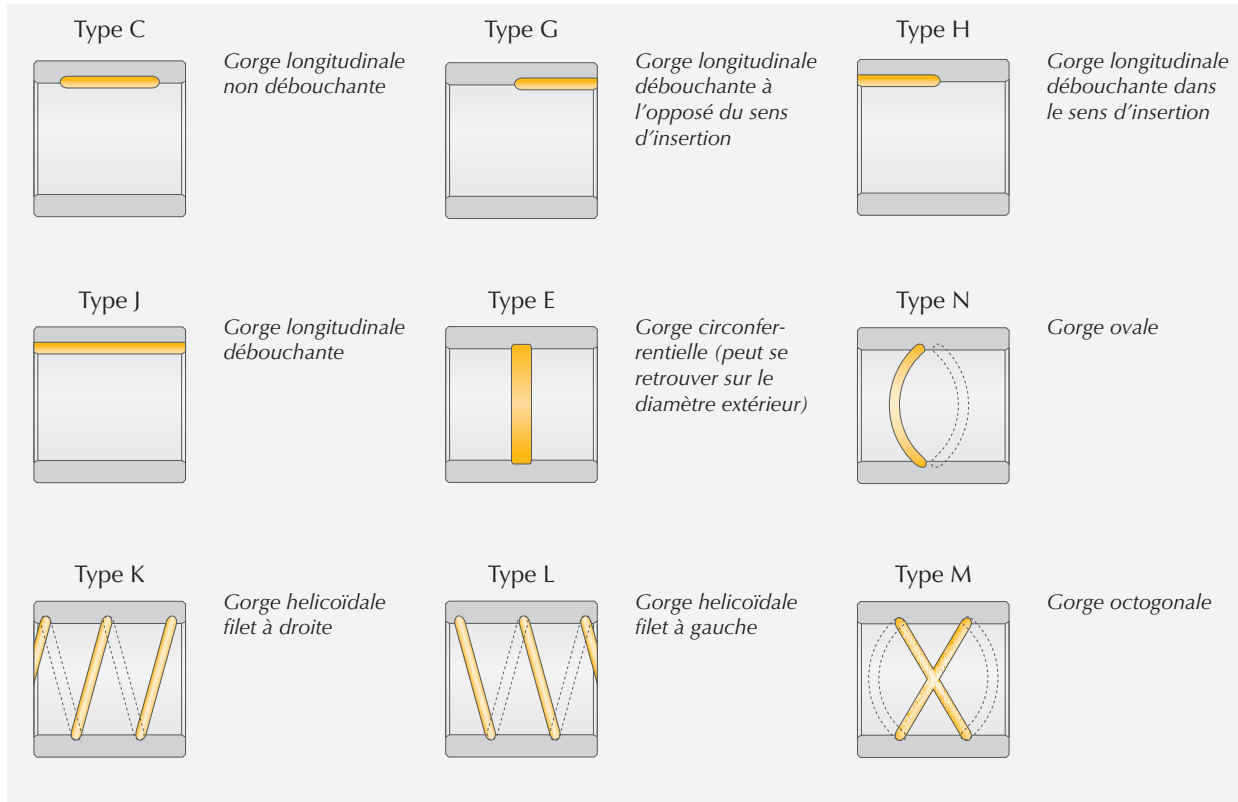 Type C
Gorge longitudinale
non débouchante
Type G
Gorge longitudinale
débouchante à
l'opposé du sens
d'insertion
Type H
Gorge longitudinale
débouchante dans
le sens d'insertion
Type J
Gorge longitudinale
débouchante
Type E
Gorge circonfer-
rentielle (peut se
retrouver sur le
diamètre extérieur)
Type N
Gorge ovale
Type K
Gorge helicoïdale
filet à droite
Type L
Gorge helicoïdale
filet à gauche
Type M
Gorge octogonale